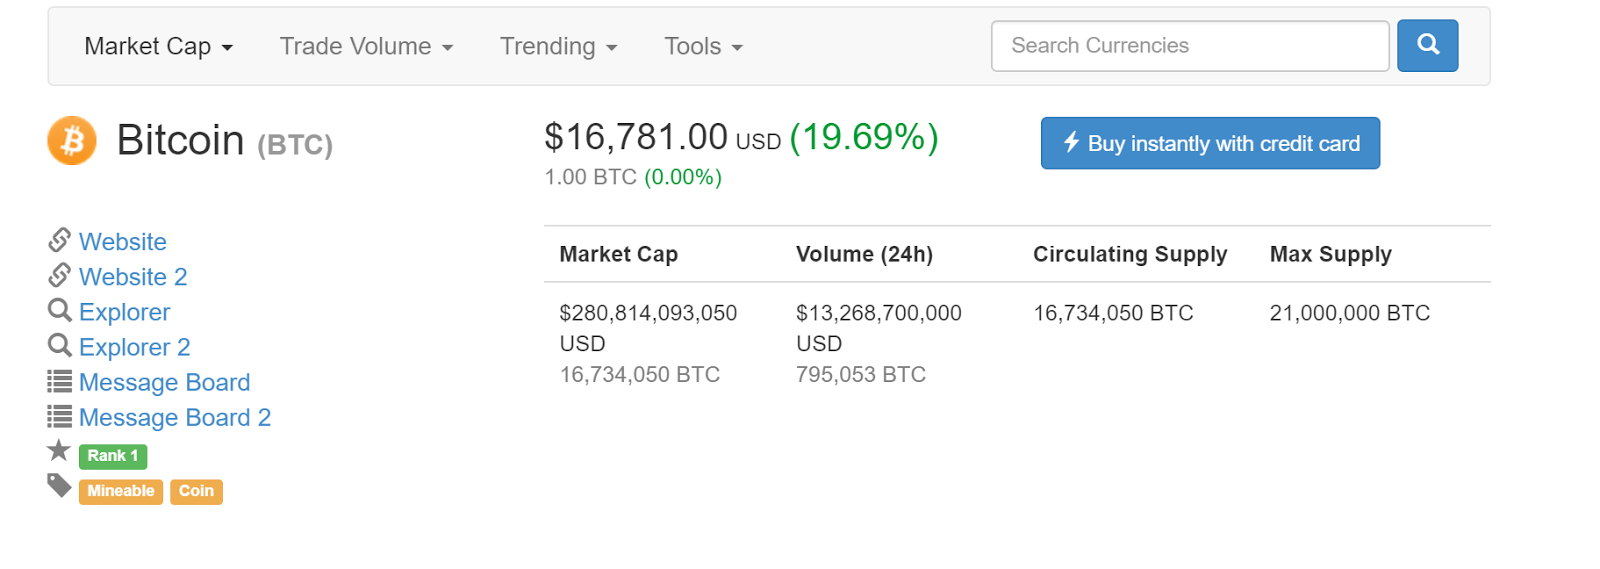 Market Cap Trade Volume Trending Tools Search Currencies
Bitcoin (BTC)
$16,781.00 USD (19.69%)
1.00 BTC (0.00%)
Buy instantly with credit card
Website
Website 2
Explorer
Explorer 2
Message Board
Message Board 2
Rank 1
Mineable Coin
Market Cap Volume (24h) Circulating Supply Max Supply
$280,814,093,050 $13,268,700,000 16,734,050 BTC 21,000,000 BTC
USD USD
16,734,050 BTC 795,053 BTC